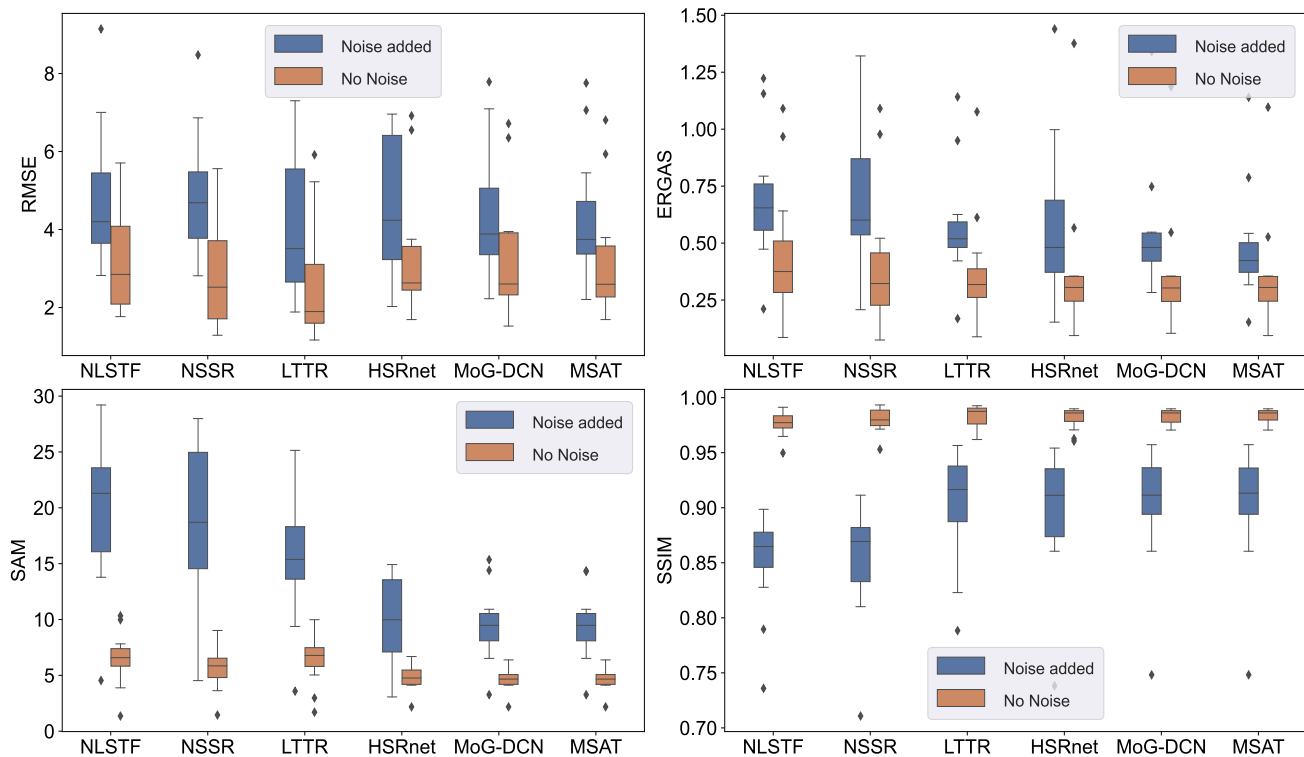 RMSE
8
6
4
2
Noise added
No Noise
NLSTF NSSR LTTR HSRnet MoG-DCN MSAT
ERGAS
1.50
1.25
1.00
0.75
0.50
0.25
Noise added
No Noise
NLSTF NSSR LTTR HSRnet MoG-DCN MSAT
SAM
30
25
20
15
10
5
0
Noise added
No Noise
NLSTF NSSR LTTR HSRnet MoG-DCN MSAT
SSIM
1.00
0.95
0.90
0.85
0.80
0.75
0.70
Noise added
No Noise
NLSTF NSSR LTTR HSRnet MoG-DCN MSAT